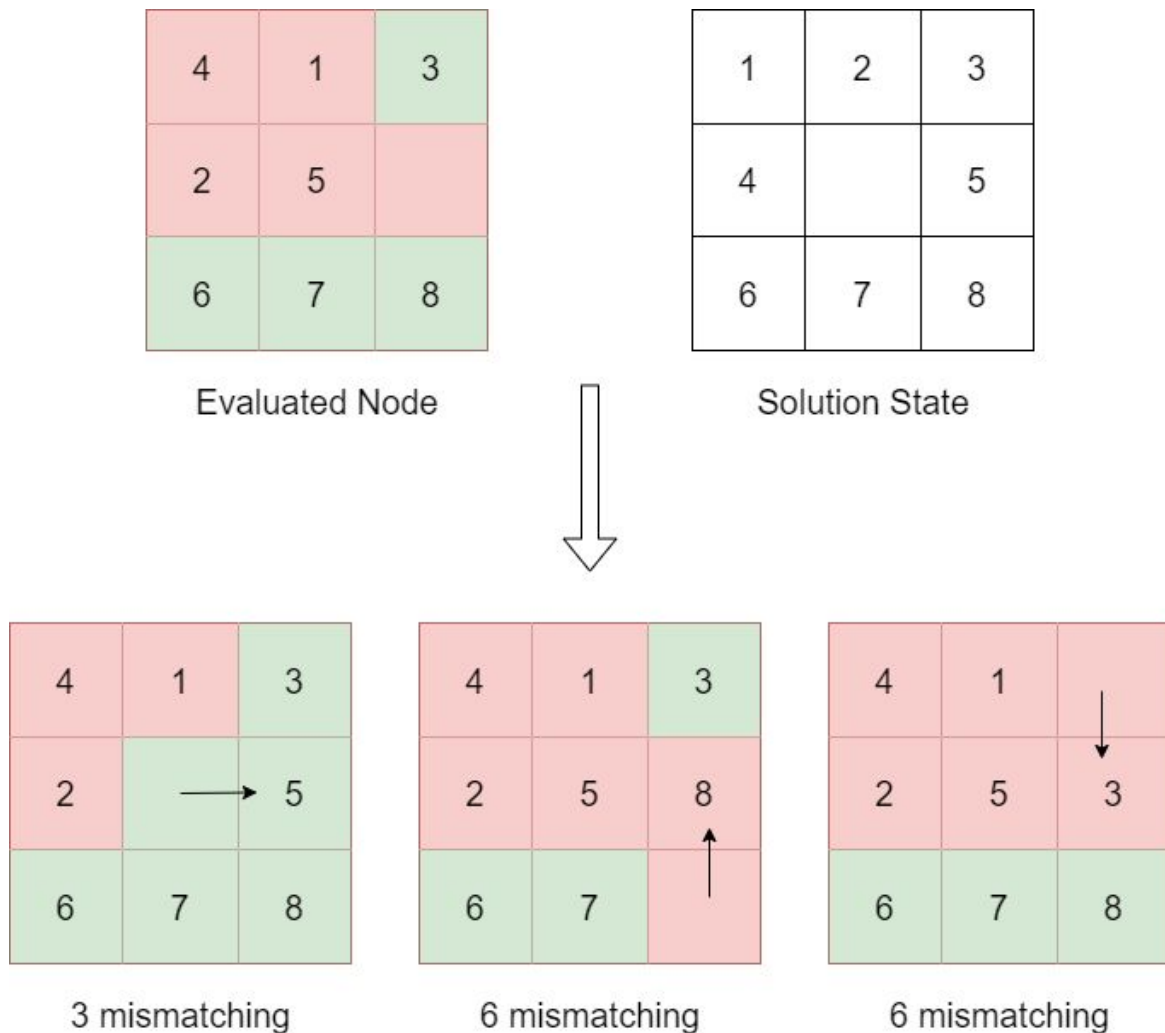 4 1 3
2 5
6 7 8
Evaluated Node
1 2 3
4 5
6 7 8
Solution State
4 1 3
2 5
6 7 8
3 mismatching
4 1 3
2 5 8
6 7
6 mismatching
4 1
2 5 3
6 7 8
6 mismatching